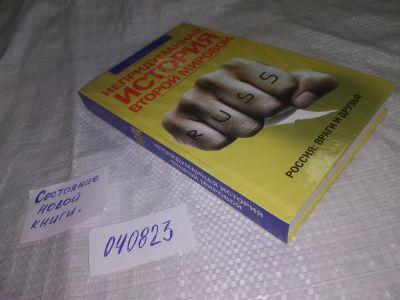 НЕПРИДУМАННАЯ
ИСТОРИЯ
ВТОРОЙ МИРОВОЙ
RUSS
РОССИЯ: ВРАГИ И ДРУЗЬЯ
НЕПРИДУМАННАЯ ИСТОРИЯ
ВТОРОЙ МИРОВОЙ
Состояние
новой
книги.
040823